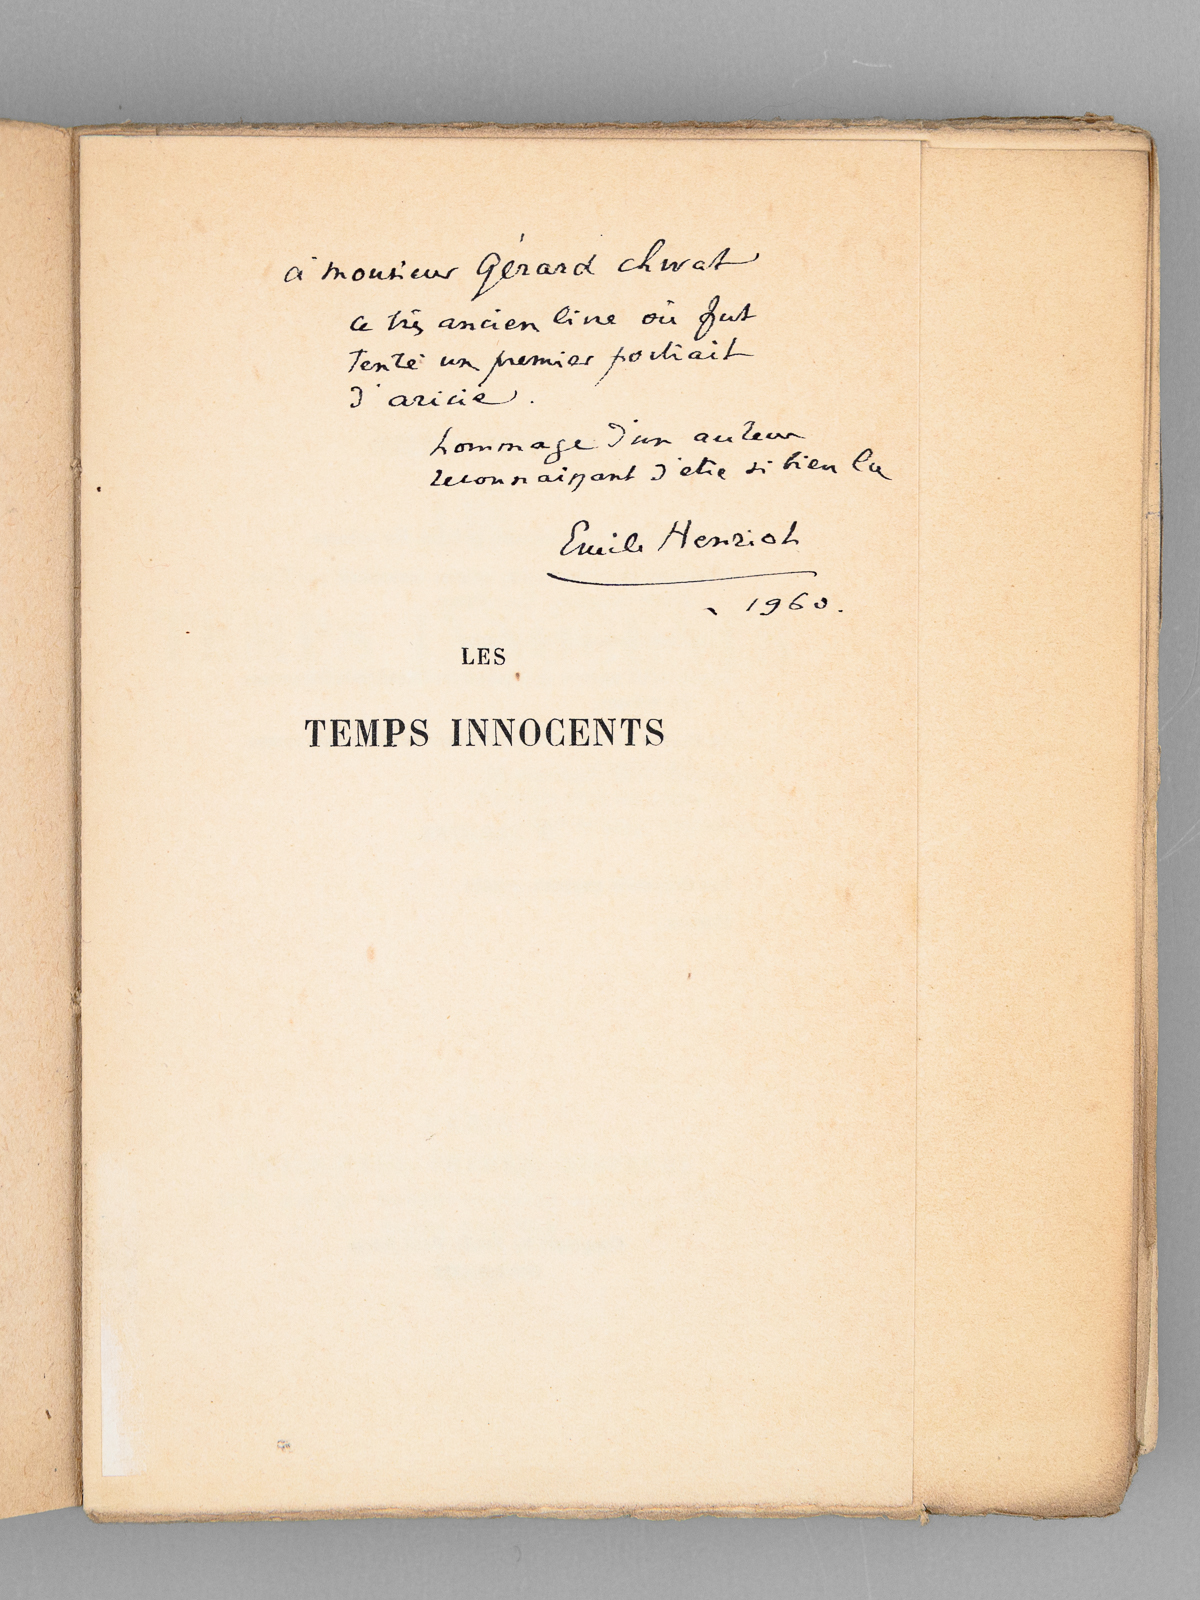 à monsieur Gérard Chwat
ce très ancien livre où fut
tenté un premier portrait
d'aricie.
hommage d'un auteur
reconnaissant d'être si bien lu
Emile Henriot
1960.
LES
TEMPS INNOCENTS